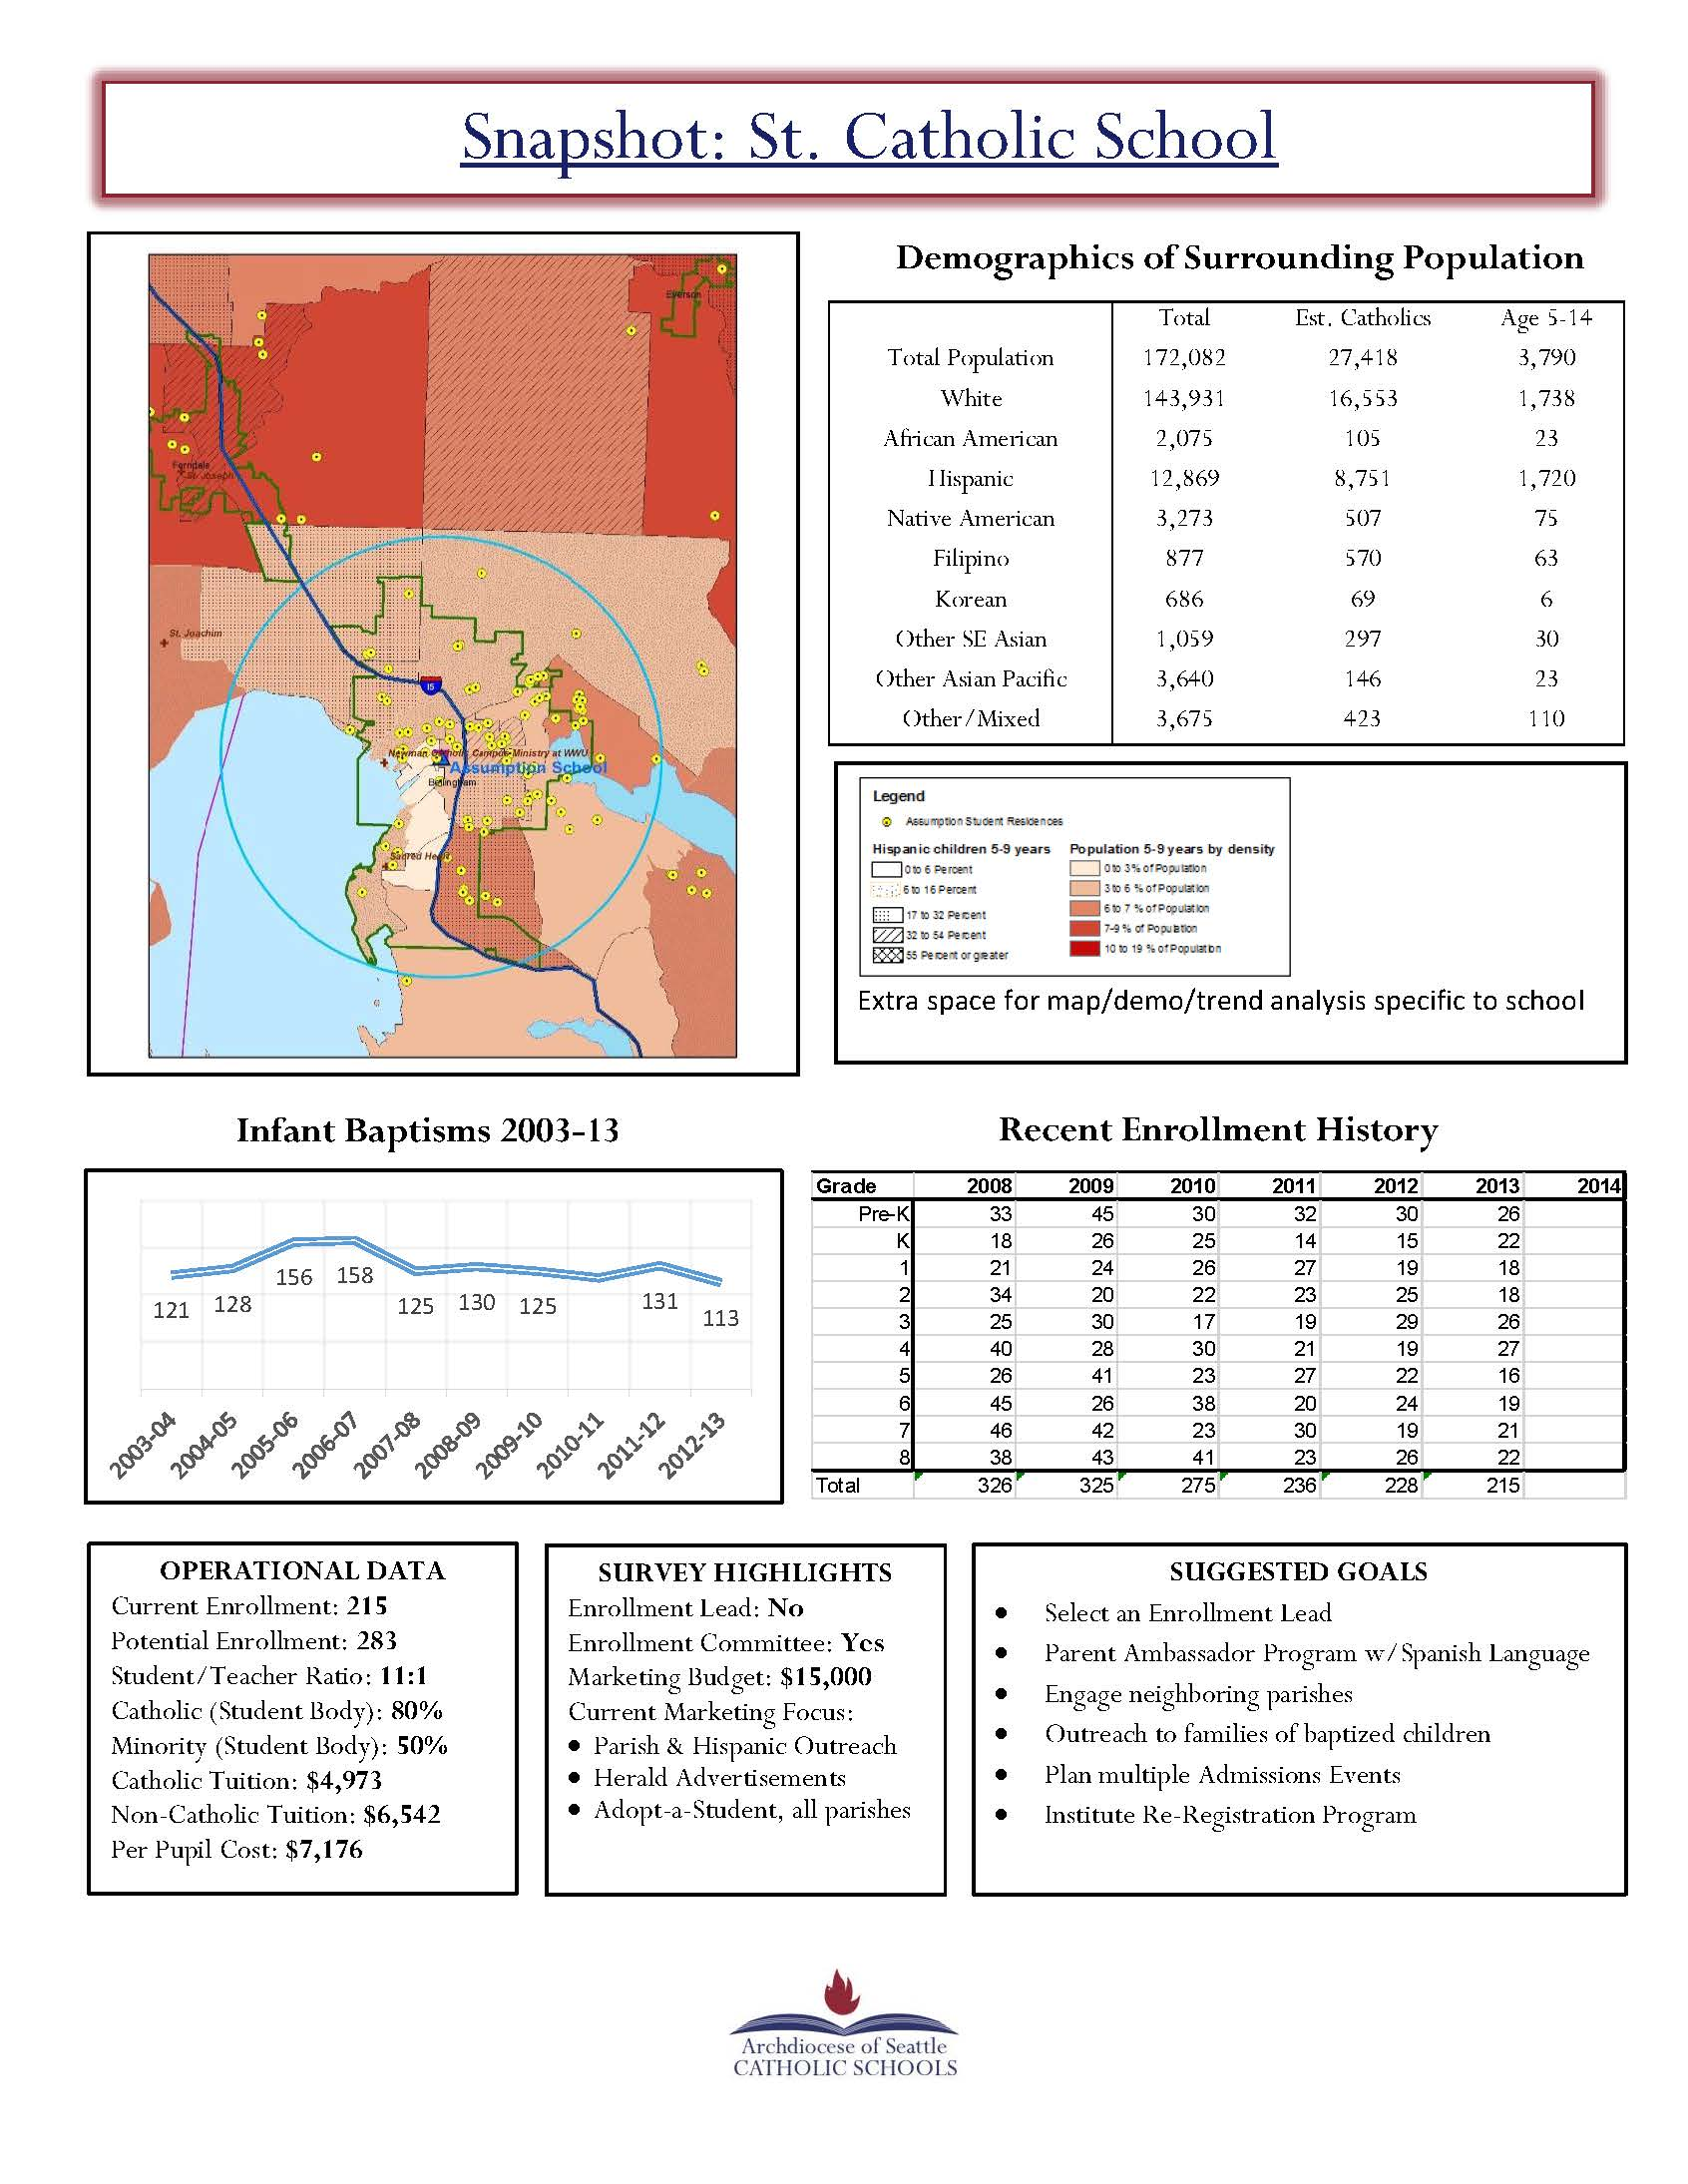 Snapshot: St. Catholic School
Everson
Ferndale
St. Joseph
St. Joachim
15
Newman Catholic Campus Ministry at WWU
Assumption School
Bellingham
Sacred Heart
Demographics of Surrounding Population
Total Est. Catholics Age 5-14
Total Population 172,082 27,418 3,790
White 143,931 16,553 1,738
African American 2,075 105 23
Hispanic 12,869 8,751 1,720
Native American 3,273 507 75
Filipino 877 570 63
Korean 686 69 6
Other SE Asian 1,059 297 30
Other Asian Pacific 3,640 146 23
Other/Mixed 3,675 423 110
Legend
Assumption Student Residences
Hispanic children 5-9 years Population 5-9 years by density
0 to 6 Percent 0 to 3% of Population
6 to 16 Percent 3 to 6 % of Population
17 to 32 Percent 6 to 7 % of Population
32 to 54 Percent 7-9 % of Population
55 Percent or greater 10 to 19 % of Population
Extra space for map/demo/trend analysis specific to school
Infant Baptisms 2003-13
156 158
121 128 125 130 125 131 113
2003-04 2004-05 2005-06 2006-07 2007-08 2008-09 2009-10 2010-11 2011-12 2012-13
Recent Enrollment History
Grade 2008 2009 2010 2011 2012 2013 2014
Pre-K 33 45 30 32 30 26
K 18 26 25 14 15 22
1 21 24 26 27 19 18
2 34 20 22 23 25 18
3 25 30 17 19 29 26
4 40 28 30 21 19 27
5 26 41 23 27 22 16
6 45 26 38 20 24 19
7 46 42 23 30 19 21
8 38 43 41 23 26 22
Total 326 325 275 236 228 215
OPERATIONAL DATA
Current Enrollment: 215
Potential Enrollment: 283
Student/Teacher Ratio: 11:1
Catholic (Student Body): 80%
Minority (Student Body): 50%
Catholic Tuition: $4,973
Non-Catholic Tuition: $6,542
Per Pupil Cost: $7,176
SURVEY HIGHLIGHTS
Enrollment Lead: No
Enrollment Committee: Yes
Marketing Budget: $15,000
Current Marketing Focus:
• Parish & Hispanic Outreach
• Herald Advertisements
• Adopt-a-Student, all parishes
SUGGESTED GOALS
• Select an Enrollment Lead
• Parent Ambassador Program w/Spanish Language
• Engage neighboring parishes
• Outreach to families of baptized children
• Plan multiple Admissions Events
• Institute Re-Registration Program
Archdiocese of Seattle
CATHOLIC SCHOOLS